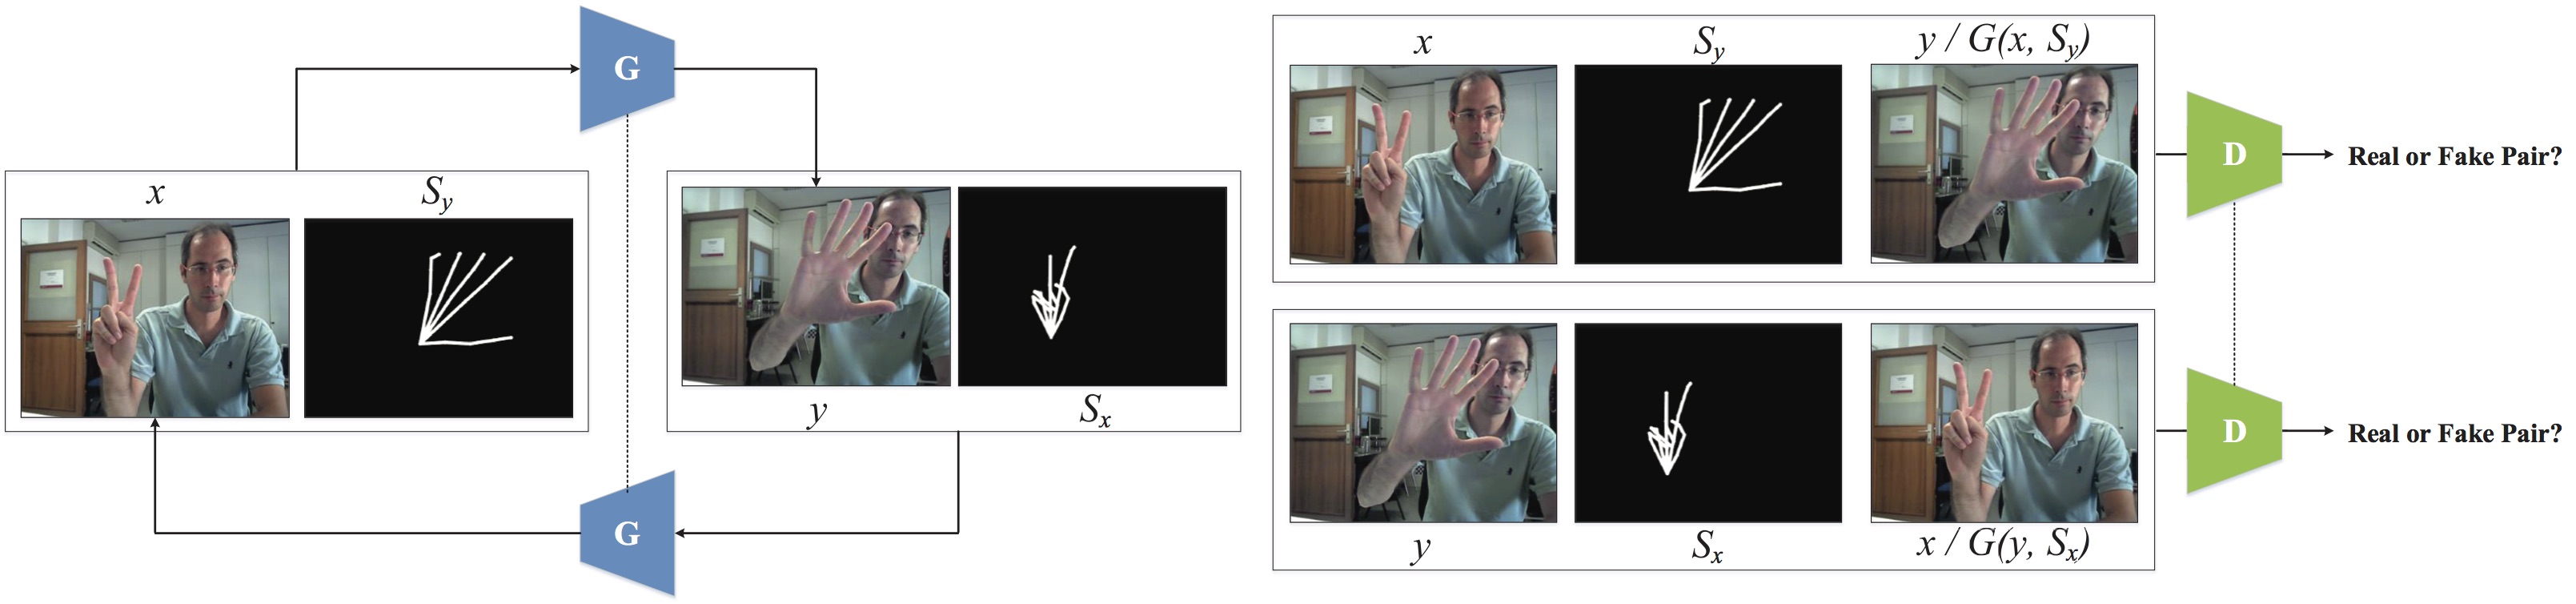 G
x
S_y
y
S_x
G
x
S_y
y / G(x, S_y)
D
Real or Fake Pair?
y
S_x
x / G(y, S_x)
D
Real or Fake Pair?